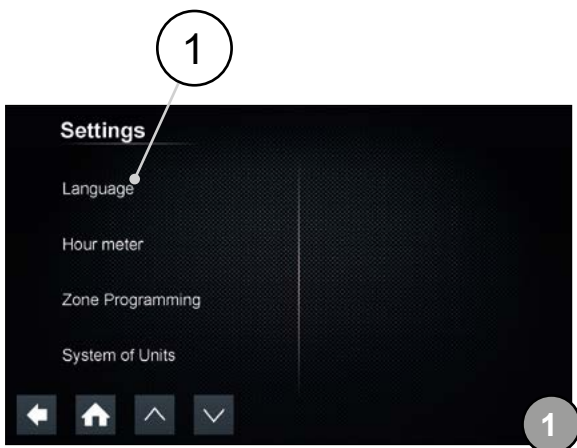 1
Settings
Language
Hour meter
Zone Programming
System of Units
1